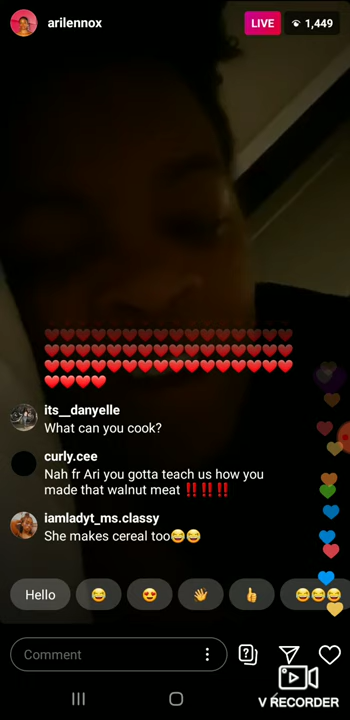 arilennox
LIVE
1,449
❤️❤️❤️❤️❤️❤️❤️❤️❤️❤️❤️❤️❤️❤️❤️❤️
❤️❤️❤️❤️❤️❤️❤️❤️❤️❤️❤️❤️❤️❤️❤️❤️
❤️❤️❤️❤️❤️❤️❤️❤️❤️❤️❤️❤️❤️❤️❤️❤️
❤️❤️❤️❤️
its__danyelle
What can you cook?
curly.cee
Nah fr Ari you gotta teach us how you
made that walnut meat ‼️‼️‼️
iamladyt_ms.classy
She makes cereal too😂😂
Hello 😂 😍 👋 👍 😂😂😂
Comment
V RECORDER